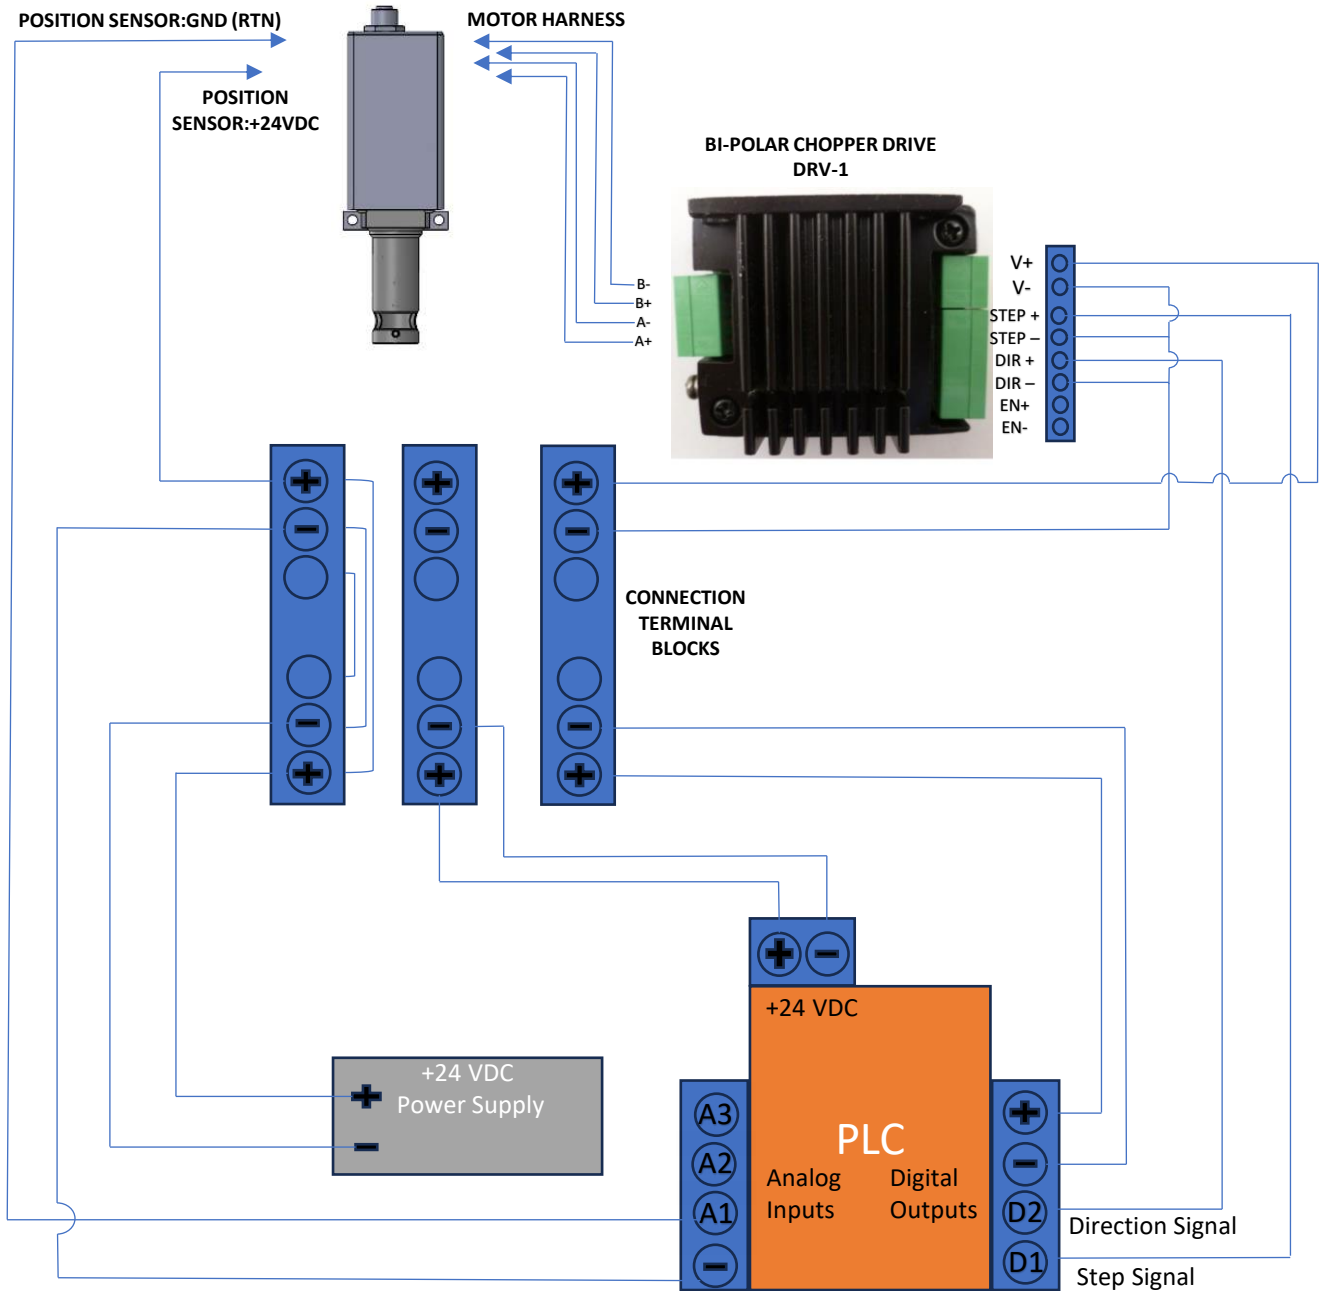 POSITION SENSOR:GND (RTN)
MOTOR HARNESS
POSITION
SENSOR:+24VDC
BI-POLAR CHOPPER DRIVE
DRV-1
B-
B+
A-
A+
V+
V-
STEP +
STEP –
DIR +
DIR –
EN+
EN-
+
–
+
–
+
–
CONNECTION
TERMINAL
BLOCKS
–
+
–
+
–
+
+
–
+24 VDC
+24 VDC
Power Supply
+
–
A3
A2
A1
–
PLC
Analog
Inputs
Digital
Outputs
+
–
D2
D1
Direction Signal
Step Signal